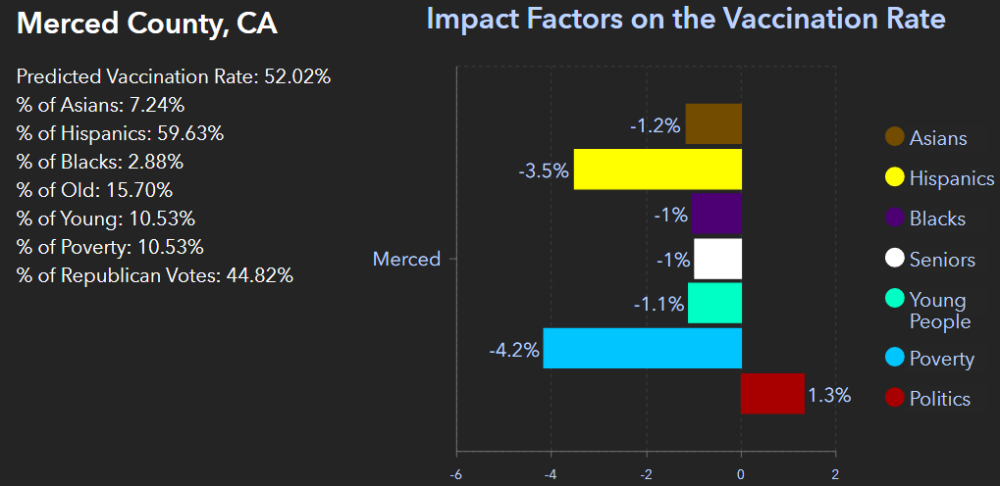 Merced County, CA
Predicted Vaccination Rate: 52.02%
% of Asians: 7.24%
% of Hispanics: 59.63%
% of Blacks: 2.88%
% of Old: 15.70%
% of Young: 10.53%
% of Poverty: 10.53%
% of Republican Votes: 44.82%
Impact Factors on the Vaccination Rate
-1.2%
-3.5%
-1%
Merced
-1%
-1.1%
-4.2%
1.3%
-6
-4
-2
0
2
Asians
Hispanics
Blacks
Seniors
Young
People
Poverty
Politics